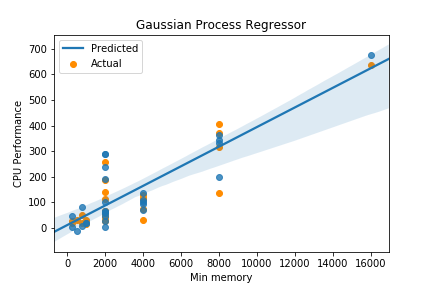 Gaussian Process Regressor
Predicted
Actual
CPU Performance
700
600
500
400
300
200
100
0
0 2000 4000 6000 8000 10000 12000 14000 16000
Min memory